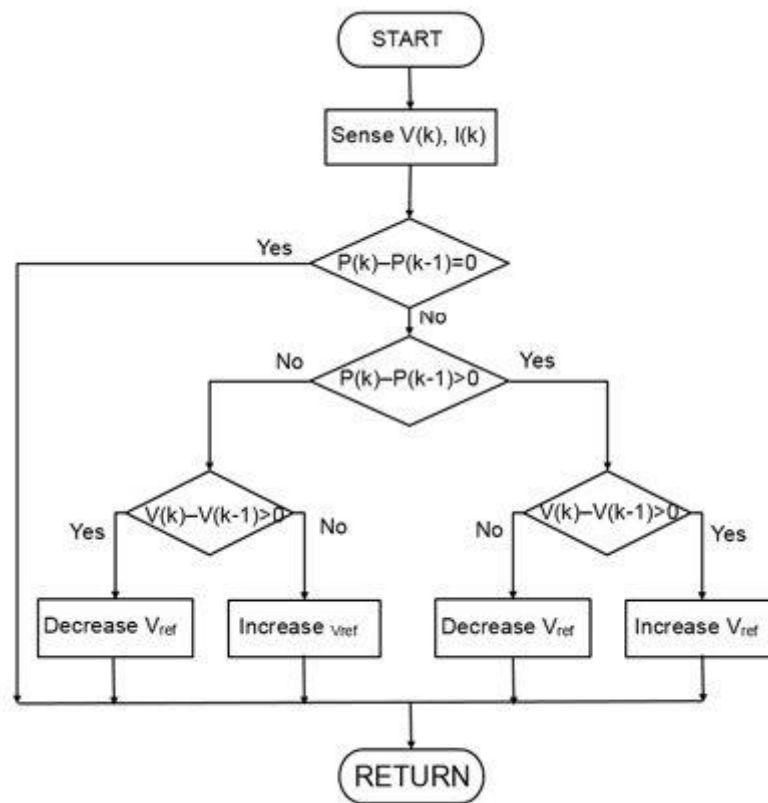 START
Sense V(k), I(k)
Yes
P(k)–P(k-1)=0
No
No
P(k)–P(k-1)>0
Yes
Yes
V(k)–V(k-1)>0
No
No
V(k)–V(k-1)>0
Yes
Decrease Vref
Increase Vref
Decrease Vref
Increase Vref
RETURN